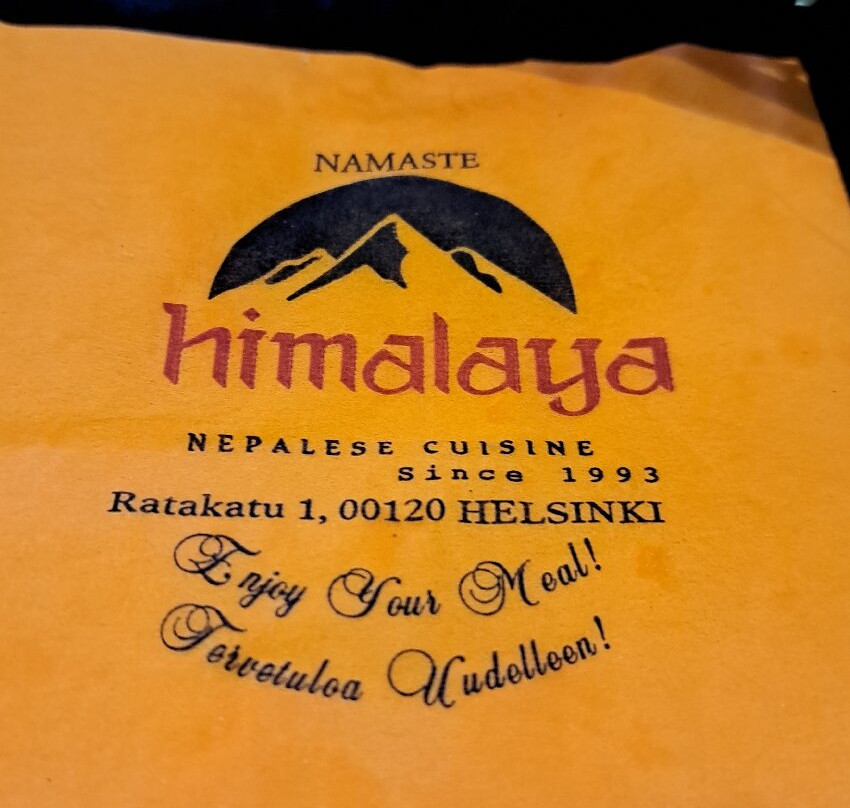 NAMASTE
himalaya
NEPALESE CUISINE
Since 1993
Ratakatu 1, 00120 HELSINKI
Enjoy Your Meal!
Tervetuloa Uudelleen!